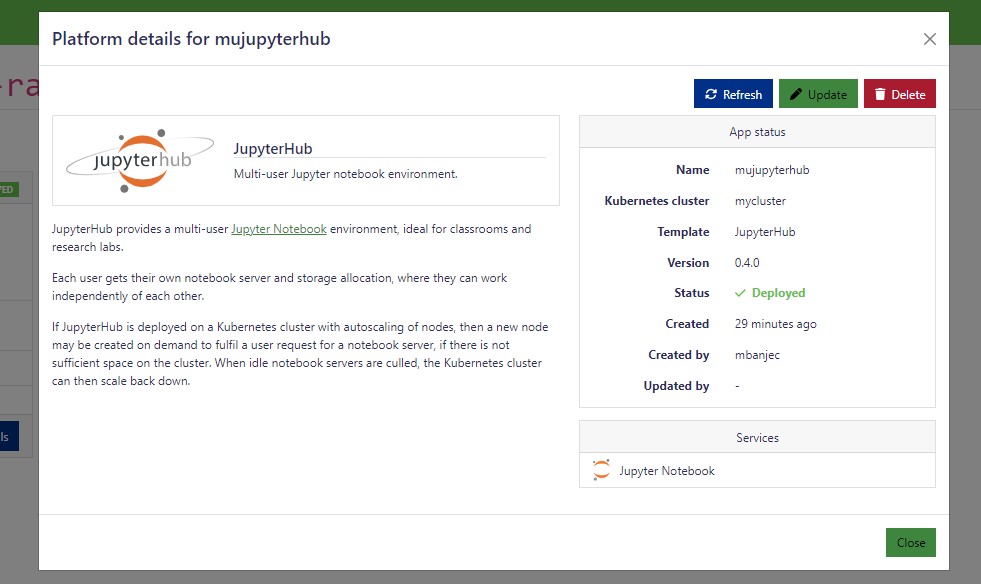 Platform details for mujupyterhub
Refresh
Update
Delete
jupyterhub
JupyterHub
Multi-user Jupyter notebook environment.
JupyterHub provides a multi-user Jupyter Notebook environment, ideal for classrooms and
research labs.
Each user gets their own notebook server and storage allocation, where they can work
independently of each other.
If JupyterHub is deployed on a Kubernetes cluster with autoscaling of nodes, then a new node
may be created on demand to fulfil a user request for a notebook server, if there is not
sufficient space on the cluster. When idle notebook servers are culled, the Kubernetes cluster
can then scale back down.
App status
Name mujupyterhub
Kubernetes cluster mycluster
Template JupyterHub
Version 0.4.0
Status Deployed
Created 29 minutes ago
Created by mbanjec
Updated by -
Services
Jupyter Notebook
Close